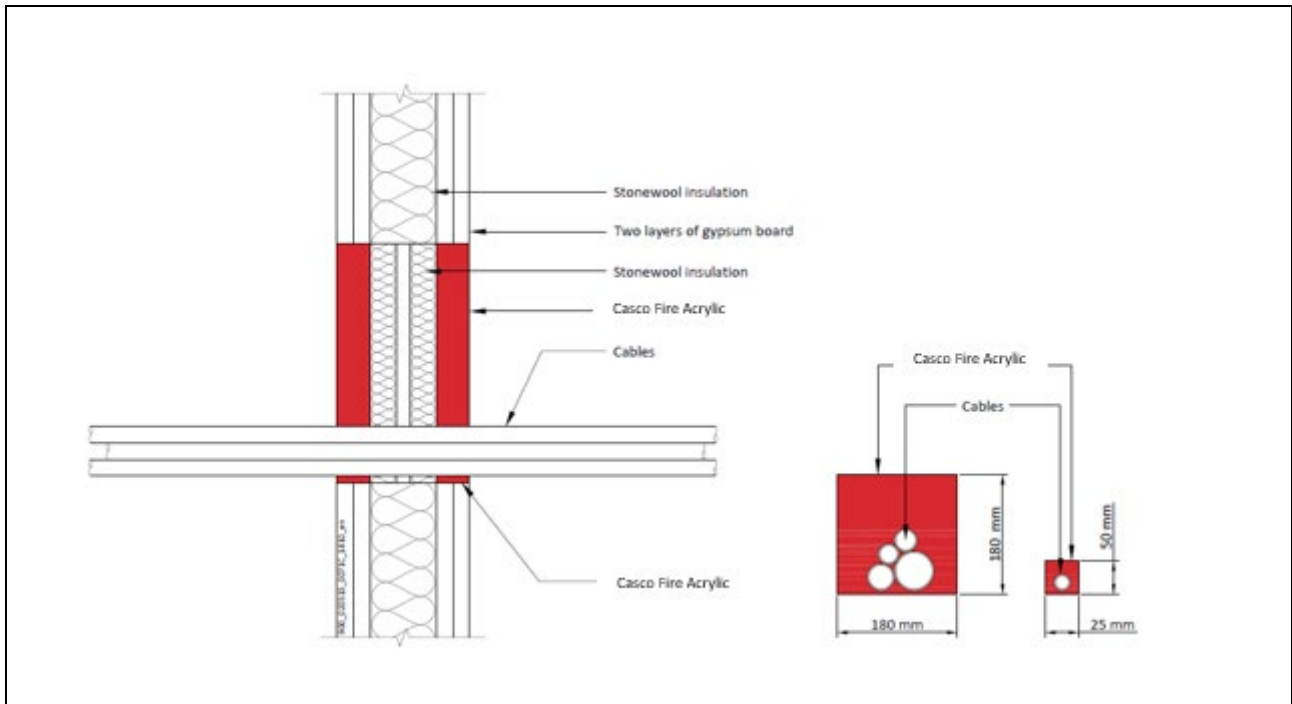 Stonewool insulation
Two layers of gypsum board
Stonewool insulation
Casco Fire Acrylic
Cables
Casco Fire Acrylic
Casco Fire Acrylic
Cables
180 mm
50 mm
180 mm
25 mm